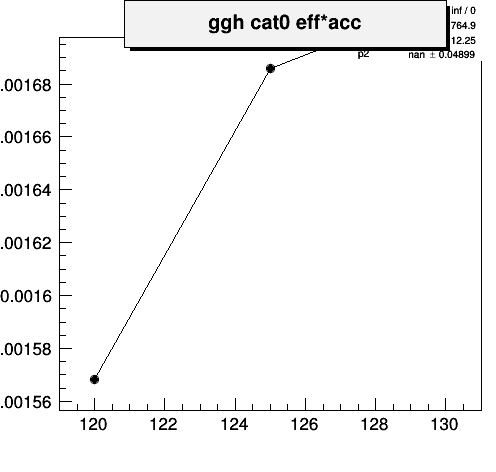 ggh cat0 eff*acc
inf / 0
764.9
12.25
p2 nan ± 0.04899
.00168
.00166
.00164
.00162
0.0016
.00158
.00156
120 122 124 126 128 130